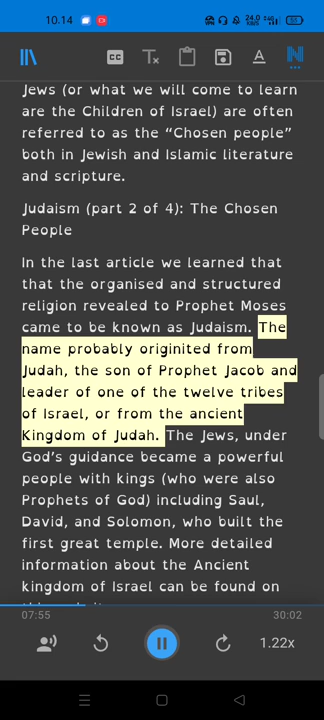 10.14
24.0
CC
T×
A
N
Jews (or what we will come to learn
are the Children of Israel) are often
referred to as the “Chosen people”
both in Jewish and Islamic literature
and scripture.
Judaism (part 2 of 4): The Chosen
People
In the last article we learned that
that the organised and structured
religion revealed to Prophet Moses
came to be known as Judaism. The
name probably originited from
Judah, the son of Prophet Jacob and
leader of one of the twelve tribes
of Israel, or from the ancient
Kingdom of Judah. The Jews, under
God’s guidance became a powerful
people with kings (who were also
Prophets of God) including Saul,
David, and Solomon, who built the
first great temple. More detailed
information about the Ancient
kingdom of Israel can be found on
07:55
30:02
1.22x